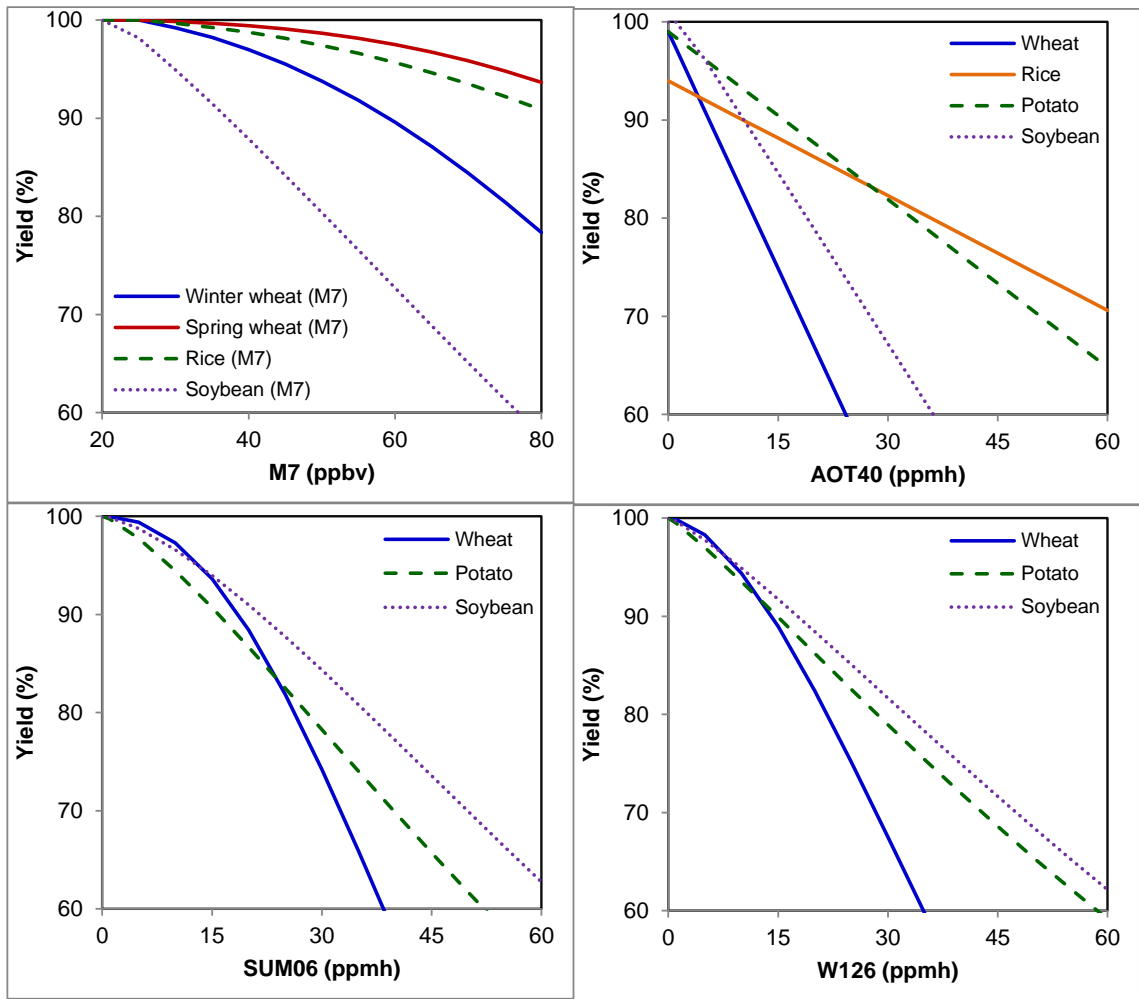 100
90
80
70
60
Yield (%)
Winter wheat (M7)
Spring wheat (M7)
Rice (M7)
Soybean (M7)
20
40
60
80
M7 (ppbv)
100
90
80
70
60
Yield (%)
Wheat
Rice
Potato
Soybean
0
15
30
45
60
AOT40 (ppmh)
100
90
80
70
60
Yield (%)
Wheat
Potato
Soybean
0
15
30
45
60
SUM06 (ppmh)
100
90
80
70
60
Yield (%)
Wheat
Potato
Soybean
0
15
30
45
60
W126 (ppmh)